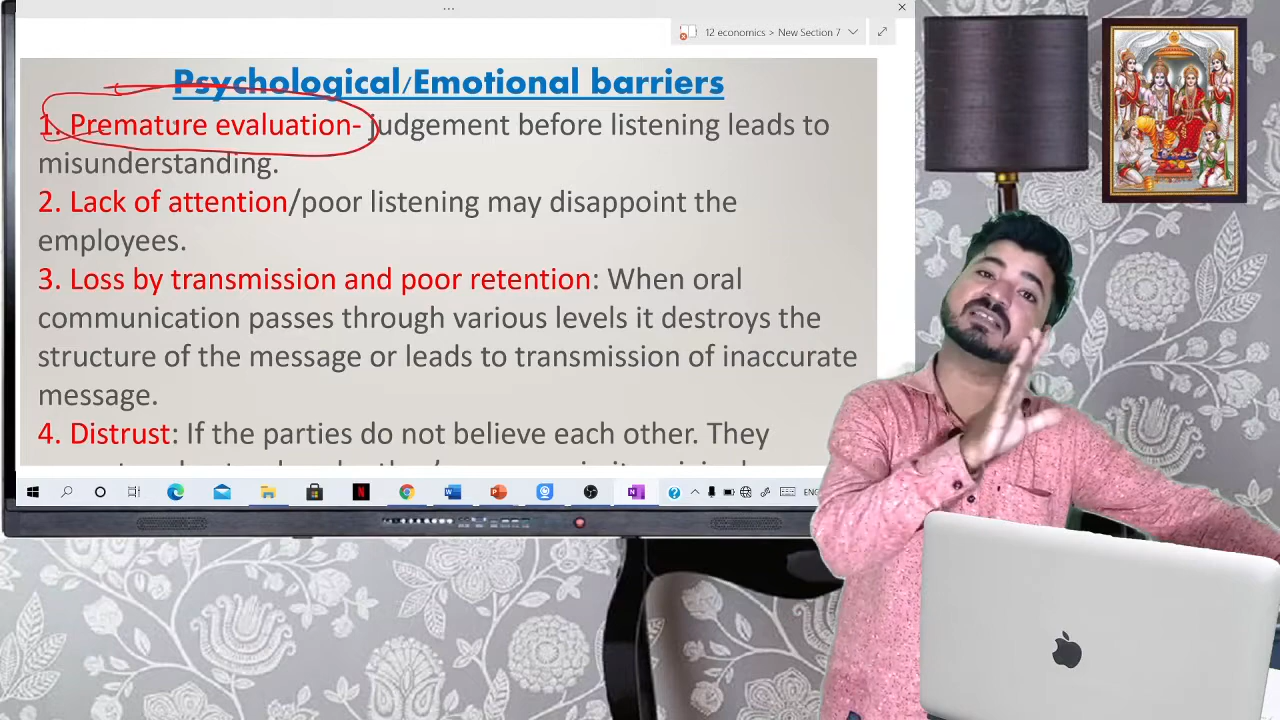 12 economics > New Section 7
Psychological/Emotional barriers
1. Premature evaluation- judgement before listening leads to
misunderstanding.
2. Lack of attention/poor listening may disappoint the
employees.
3. Loss by transmission and poor retention: When oral
communication passes through various levels it destroys the
structure of the message or leads to transmission of inaccurate
message.
4. Distrust: If the parties do not believe each other. They
ENG